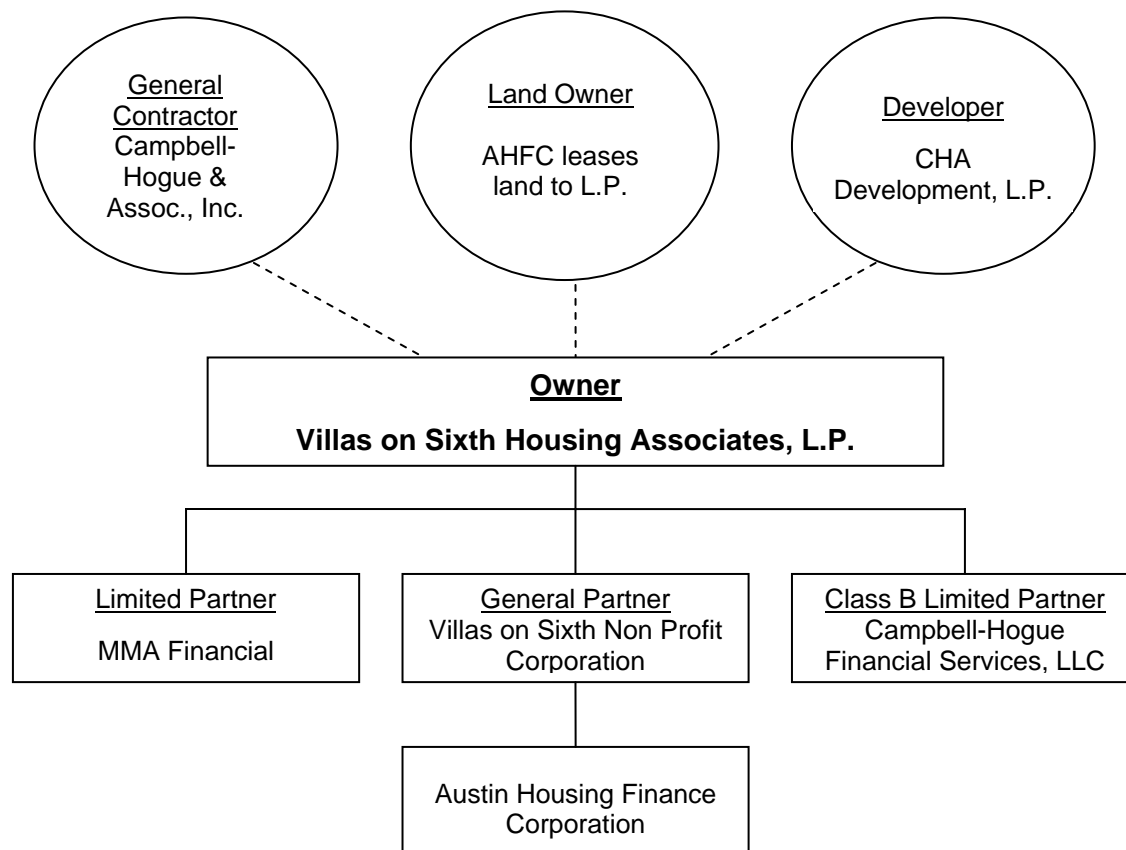 General
Contractor
Campbell-
Hogue &
Assoc., Inc.
Land Owner
AHFC leases
land to L.P.
Developer
CHA
Development, L.P.
Owner
Villas on Sixth Housing Associates, L.P.
Limited Partner
MMA Financial
General Partner
Villas on Sixth Non Profit
Corporation
Class B Limited Partner
Campbell-Hogue
Financial Services, LLC
Austin Housing Finance
Corporation